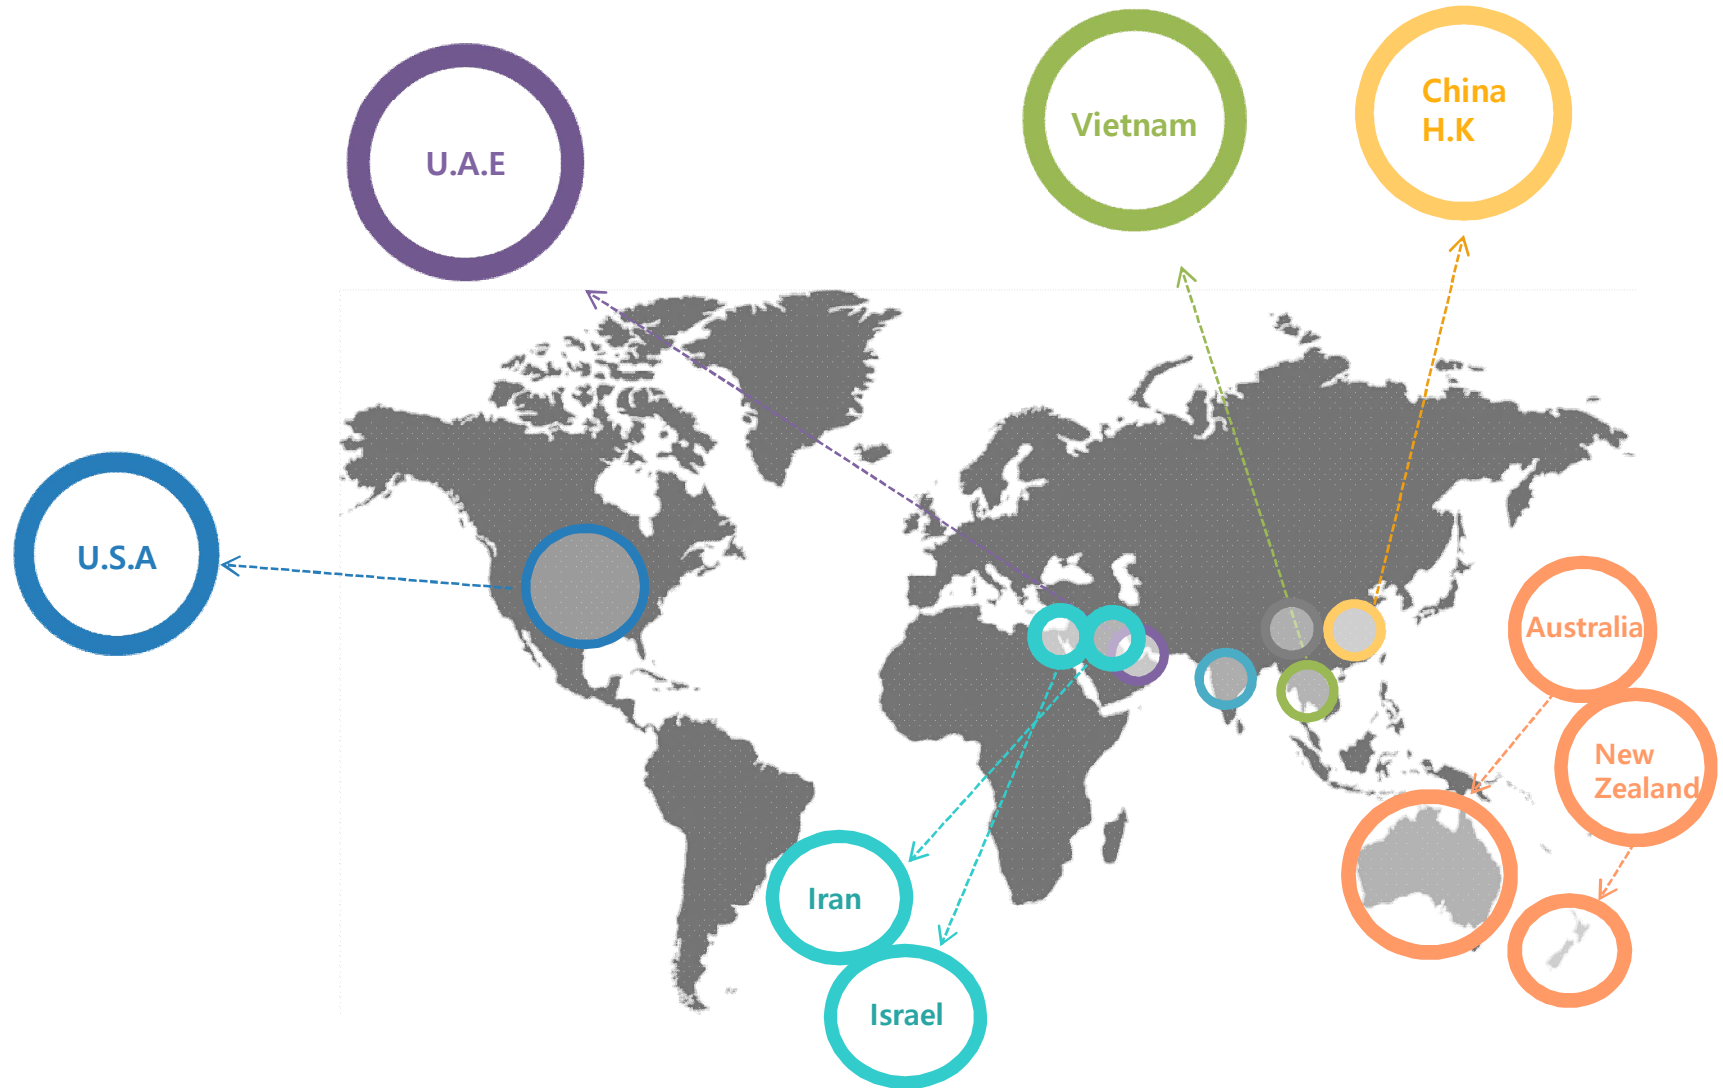 U.A.E
Vietnam
China
H.K
U.S.A
Australia
New
Zealand
Iran
Israel